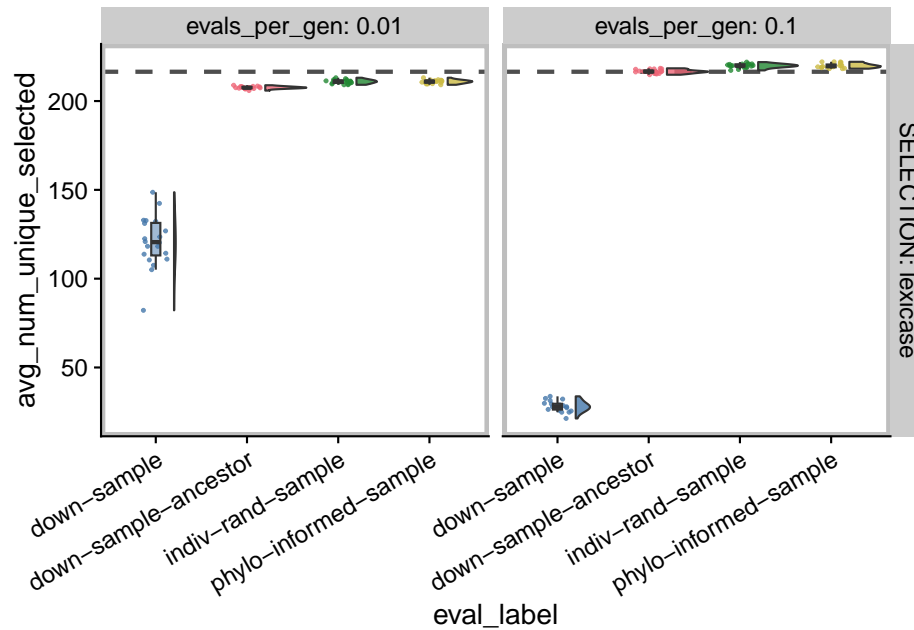 evals_per_gen: 0.01
evals_per_gen: 0.1
avg_num_unique_selected
200
150
100
50
SELECTION: lexicase
down−sample
down−sample−ancestor
indiv−rand−sample
phylo−informed−sample
down−sample
down−sample−ancestor
indiv−rand−sample
phylo−informed−sample
eval_label